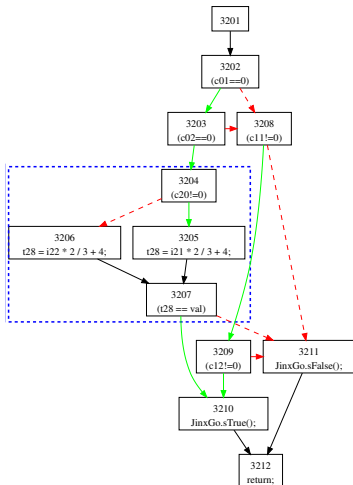 3201
3202
(c01==0)
3203
(c02==0)
3208
(c11!=0)
3204
(c20!=0)
3206
t28 = i22 * 2 / 3 + 4;
3205
t28 = i21 * 2 / 3 + 4;
3207
(t28 == val)
3209
(c12!=0)
3211
JinxGo.sFalse();
3210
JinxGo.sTrue();
3212
return;